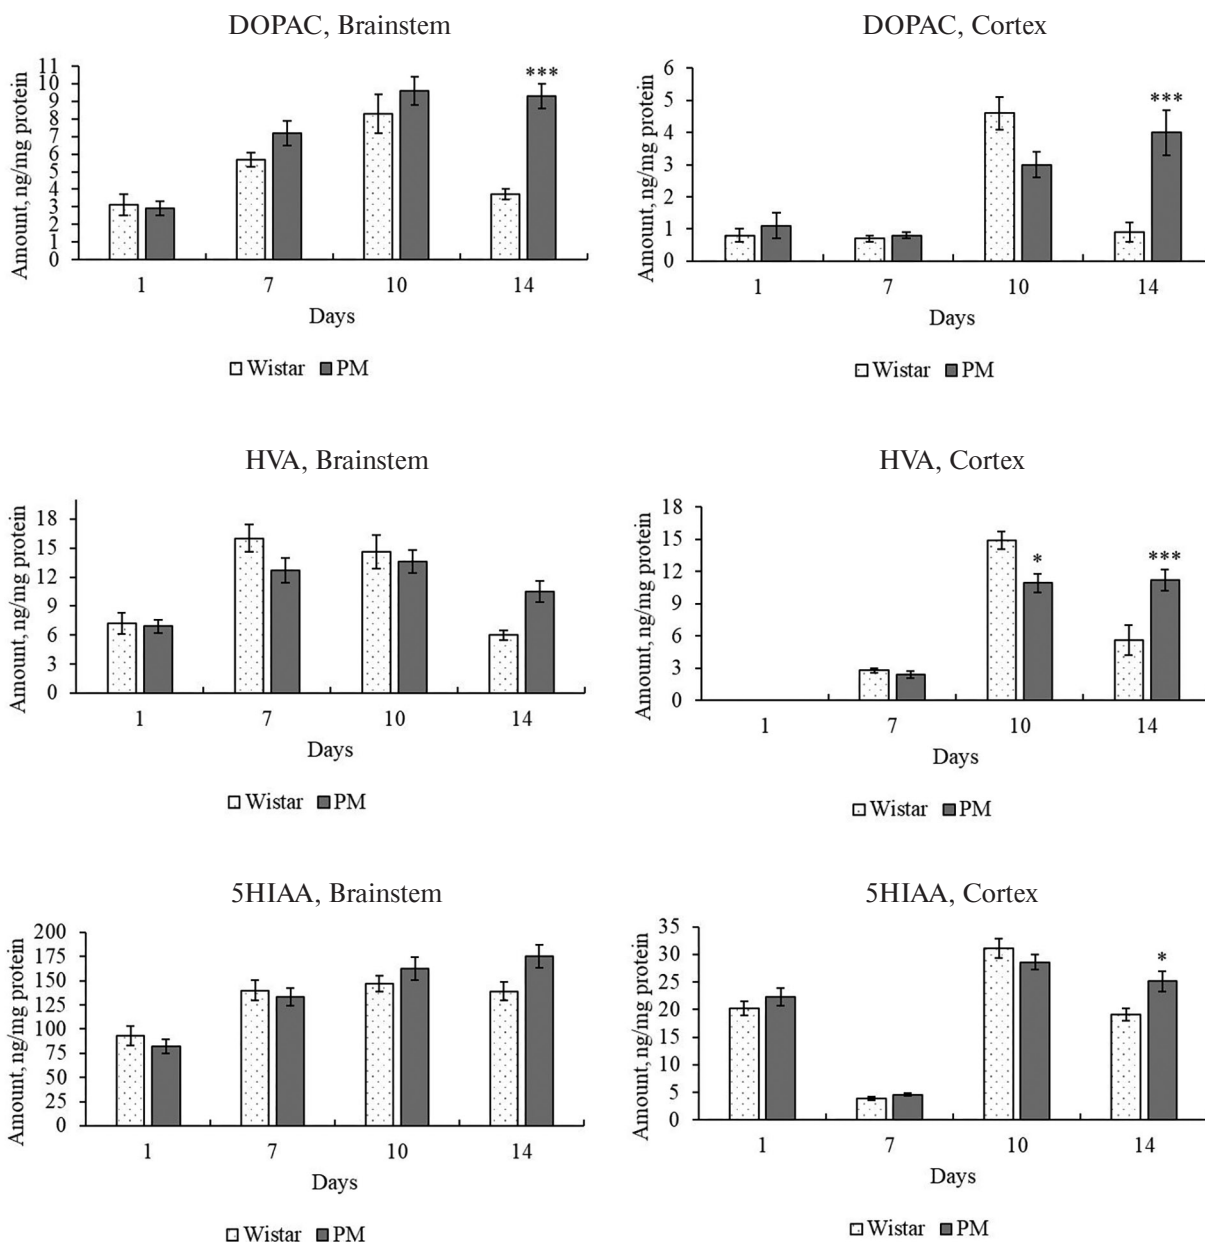 DOPAC, Brainstem
Amount, ng/mg protein
11
10
9
8
7
6
5
4
3
2
1
0
***
1 7 10 14
Days
Wistar PM
DOPAC, Cortex
Amount, ng/mg protein
6
5
4
3
2
1
0
***
1 7 10 14
Days
Wistar PM
HVA, Brainstem
Amount, ng/mg protein
18
15
12
9
6
3
0
1 7 10 14
Days
Wistar PM
HVA, Cortex
Amount, ng/mg protein
18
15
12
9
6
3
0
* ***
1 7 10 14
Days
Wistar PM
5HIAA, Brainstem
Amount, ng/mg protein
200
175
150
125
100
75
50
25
0
1 7 10 14
Days
Wistar PM
5HIAA, Cortex
Amount, ng/mg protein
35
30
25
20
15
10
5
0
*
1 7 10 14
Days
Wistar PM